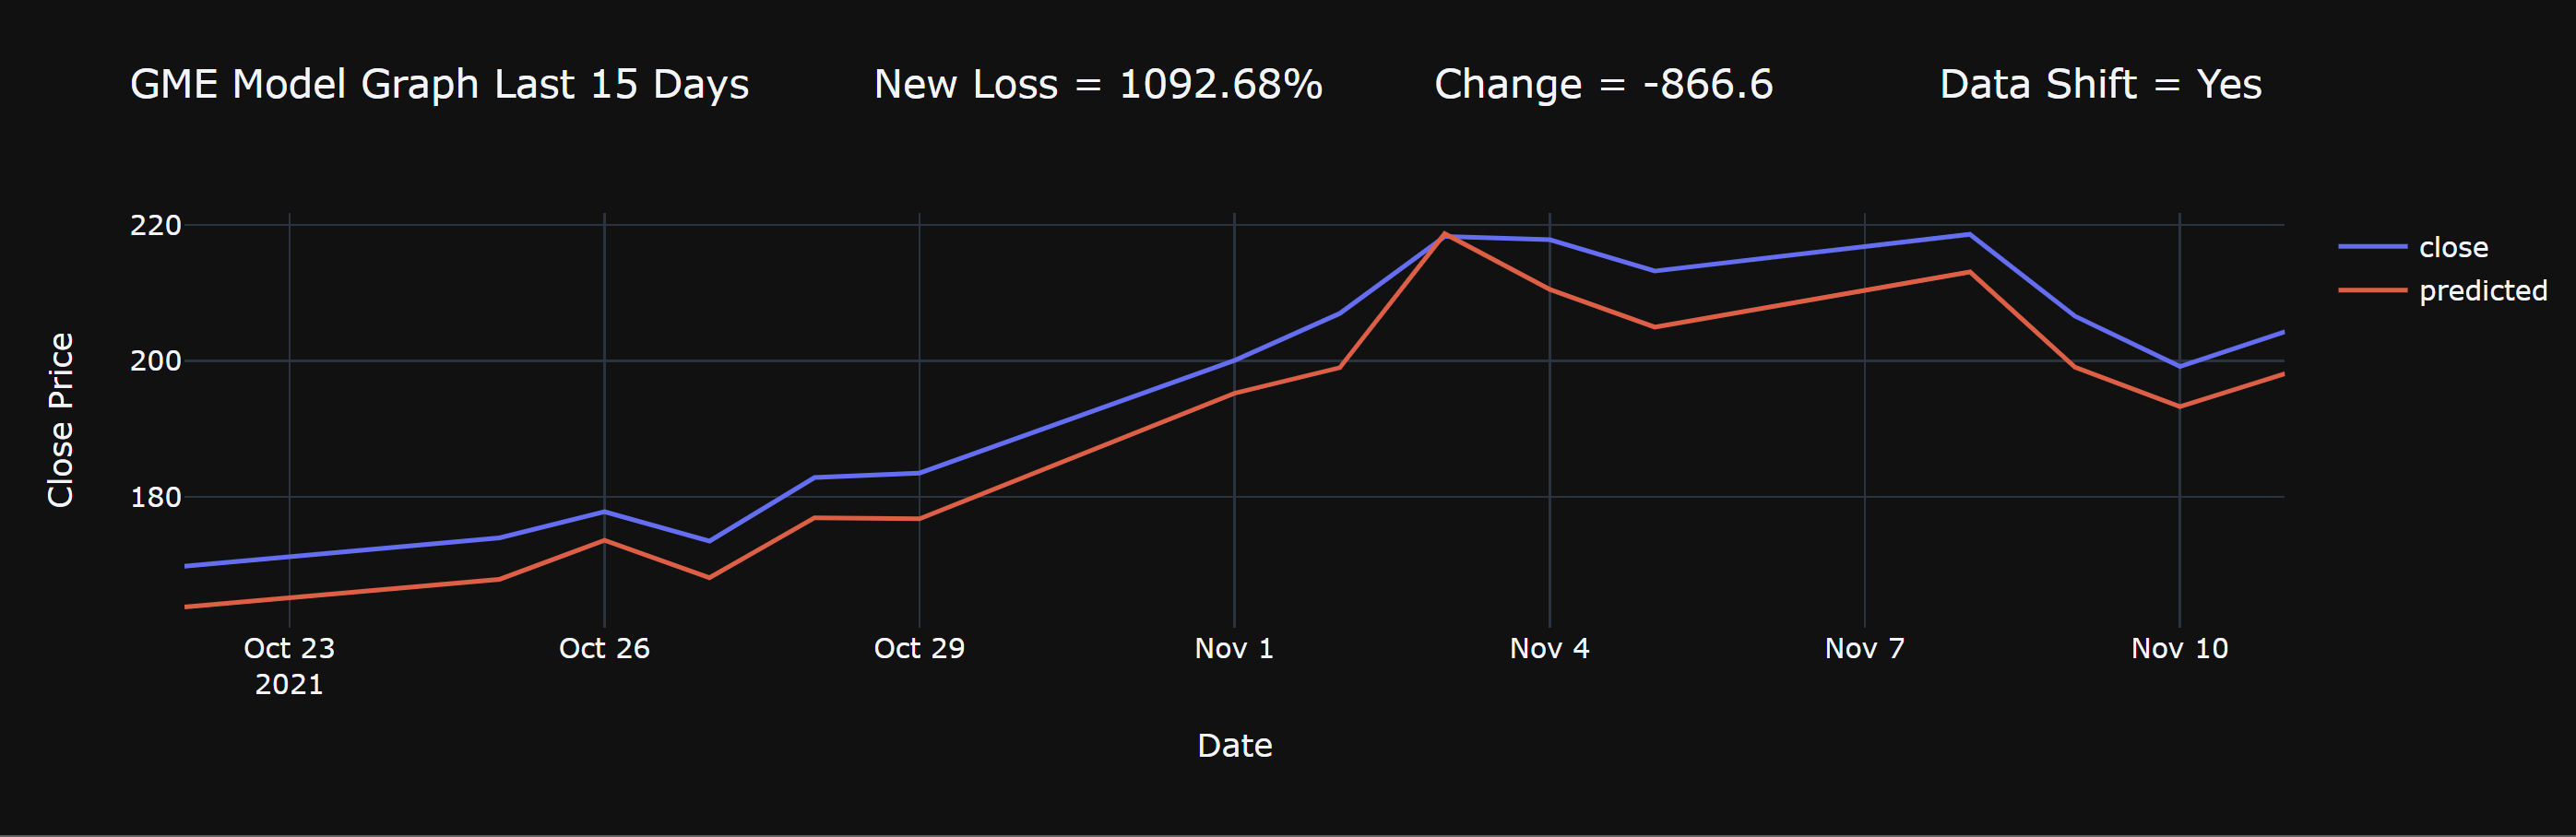 GME Model Graph Last 15 Days New Loss = 1092.68% Change = -866.6 Data Shift = Yes
220
200
180
Close Price
close
predicted
Oct 23 Oct 26 Oct 29 Nov 1 Nov 4 Nov 7 Nov 10
2021
Date